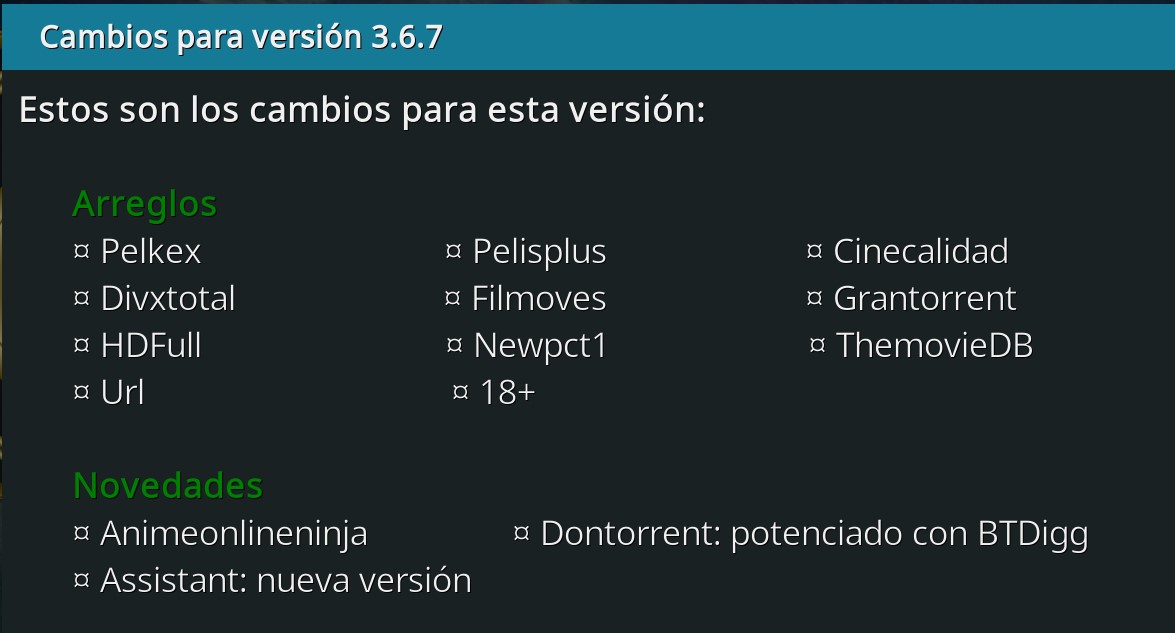 Cambios para versión 3.6.7
Estos son los cambios para esta versión:
Arreglos
¤ Pelkex ¤ Pelisplus ¤ Cinecalidad
¤ Divxtotal ¤ Filmoves ¤ Grantorrent
¤ HDFull ¤ Newpct1 ¤ ThemovieDB
¤ Url ¤ 18+
Novedades
¤ Animeonlineninja ¤ Dontorrent: potenciado con BTDigg
¤ Assistant: nueva versión